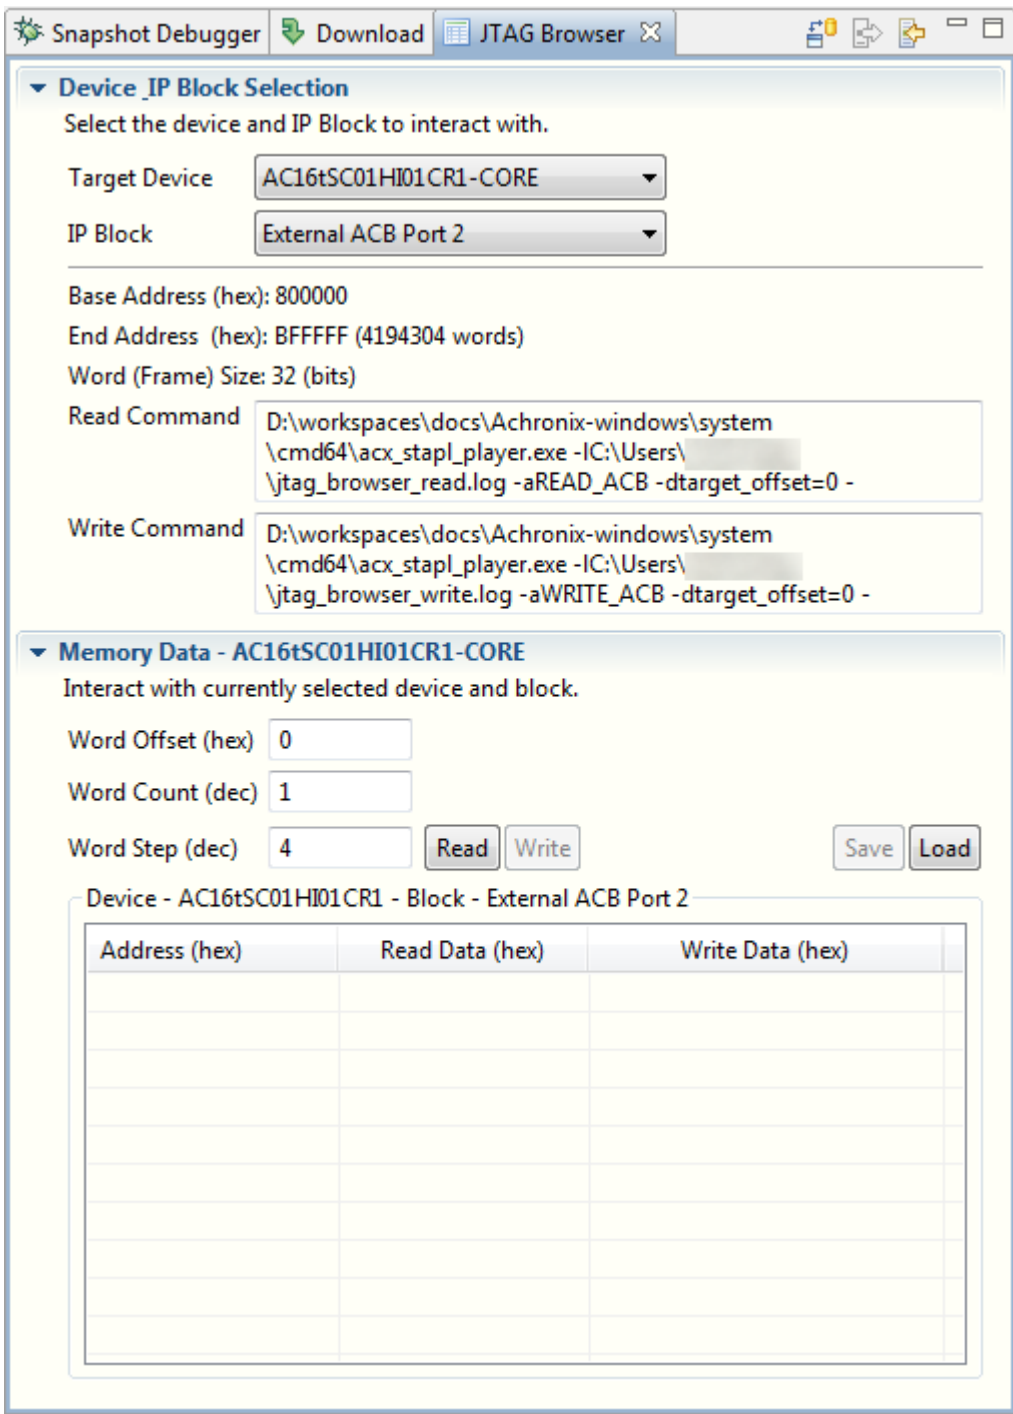 Snapshot Debugger Download JTAG Browser
Device_IP Block Selection
Select the device and IP Block to interact with.
Target Device AC16tSC01HI01CR1-CORE
IP Block External ACB Port 2
Base Address (hex): 800000
End Address (hex): BFFFFF (4194304 words)
Word (Frame) Size: 32 (bits)
Read Command D:\workspaces\docs\Achronix-windows\system
\cmd64\acx_stapl_player.exe -lC:\Users\
\jtag_browser_read.log -aREAD_ACB -dtarget_offset=0 -
Write Command D:\workspaces\docs\Achronix-windows\system
\cmd64\acx_stapl_player.exe -lC:\Users\
\jtag_browser_write.log -aWRITE_ACB -dtarget_offset=0 -
Memory Data - AC16tSC01HI01CR1-CORE
Interact with currently selected device and block.
Word Offset (hex) 0
Word Count (dec) 1
Word Step (dec) 4 Read Write Save Load
Device - AC16tSC01HI01CR1 - Block - External ACB Port 2
Address (hex) Read Data (hex) Write Data (hex)